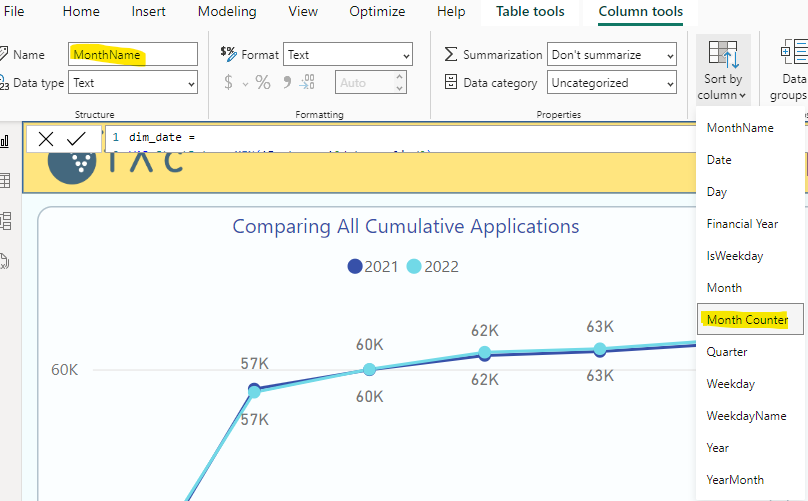 File Home Insert Modeling View Optimize Help Table tools Column tools
Name MonthName
Data type Text
Structure
$% Format Text
$ % Auto
Formatting
Σ Summarization Don't summarize
Data category Uncategorized
Properties
Sort by
column
Data
groups
1 dim_date =
TAC
Comparing All Cumulative Applications
2021 2022
60K
57K
60K
62K
63K
57K
60K
62K
63K
MonthName
Date
Day
Financial Year
IsWeekday
Month
Month Counter
Quarter
Weekday
WeekdayName
Year
YearMonth